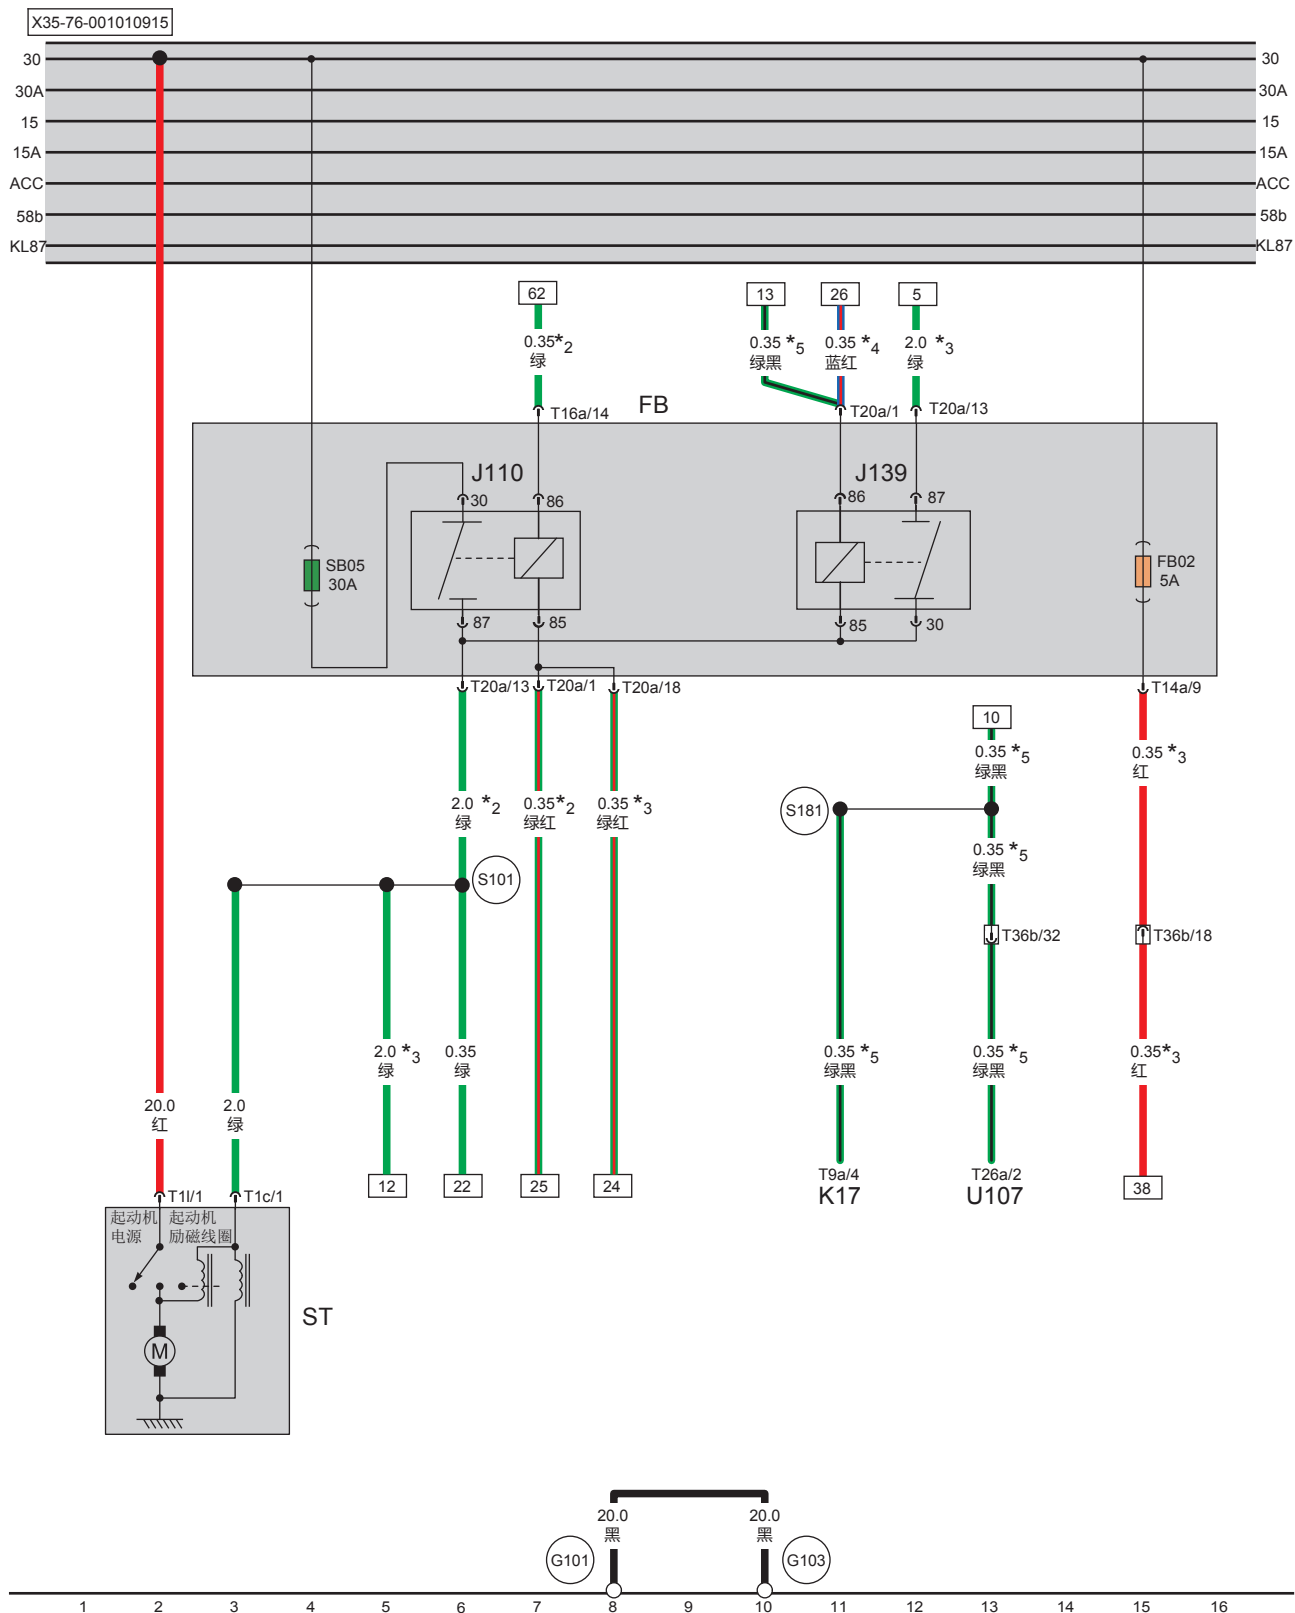 X35-76-001010915
30 30
30A 30A
15 15
15A 15A
ACC ACC
58b 58b
KL87 KL87
62 13 26 5
0.35*2 0.35 *5 0.35 *4 2.0 *3
绿 绿黑 蓝红 绿
T16a/14 FB T20a/1 T20a/13
J110 J139
30 86 86 87
SB05 FB02
30A 5A
87 85 85 30
T20a/13 T20a/1 T20a/18 T14a/9
10
0.35 *5 0.35 *3
绿黑 红
2.0 *2 0.35*2 0.35 *3 S181
绿 绿红 绿红
0.35 *5
绿黑
S101
T36b/32 T36b/18
2.0 *3 0.35 0.35 *5 0.35 *5 0.35*3
绿 绿 绿黑 绿黑 红
20.0 2.0
红 绿
12 22 25 24 T9a/4 T26a/2 38
K17 U107
T1l/1 T1c/1
起动机 起动机
电源 励磁线圈
ST
M
20.0 20.0
黑 黑
G101 G103
1 2 3 4 5 6 7 8 9 10 11 12 13 14 15 16